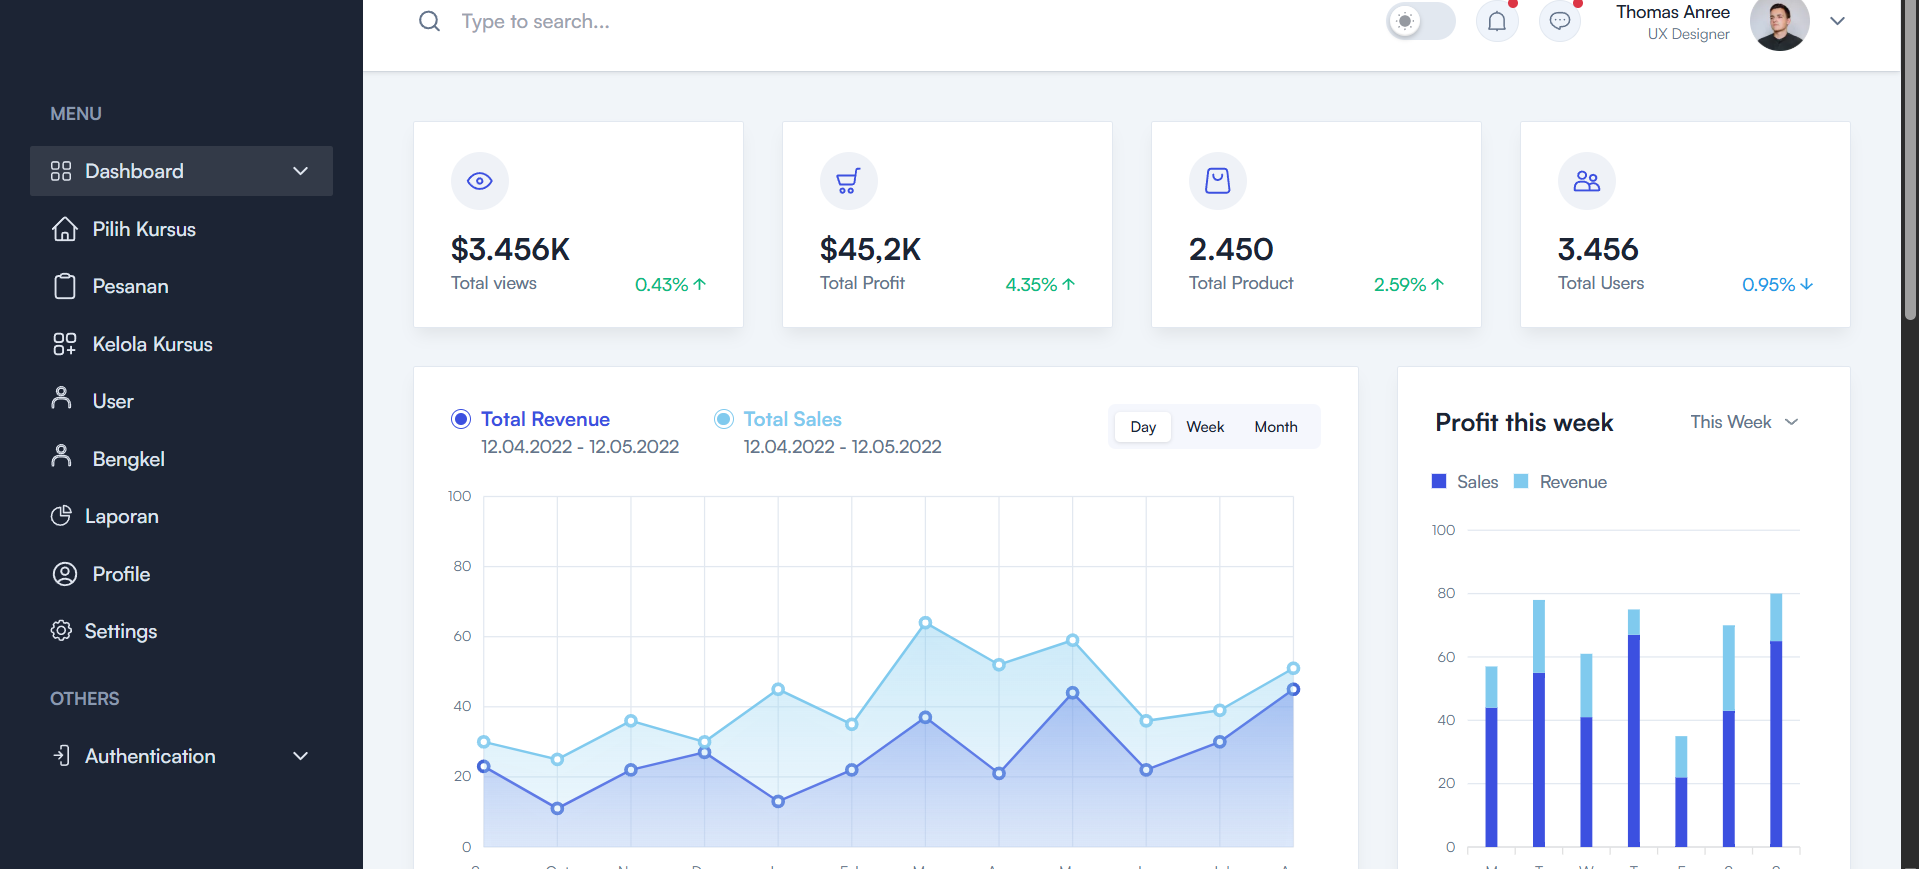 Type to search...
Thomas Anree
UX Designer
MENU
Dashboard
Pilih Kursus
Pesanan
Kelola Kursus
User
Bengkel
Laporan
Profile
Settings
OTHERS
Authentication
$3.456K
Total views
0.43%
$45,2K
Total Profit
4.35%
2.450
Total Product
2.59%
3.456
Total Users
0.95%
Total Revenue
12.04.2022 - 12.05.2022
Total Sales
12.04.2022 - 12.05.2022
Day Week Month
100
80
60
40
20
0
Profit this week
This Week
Sales Revenue
100
80
60
40
20
0